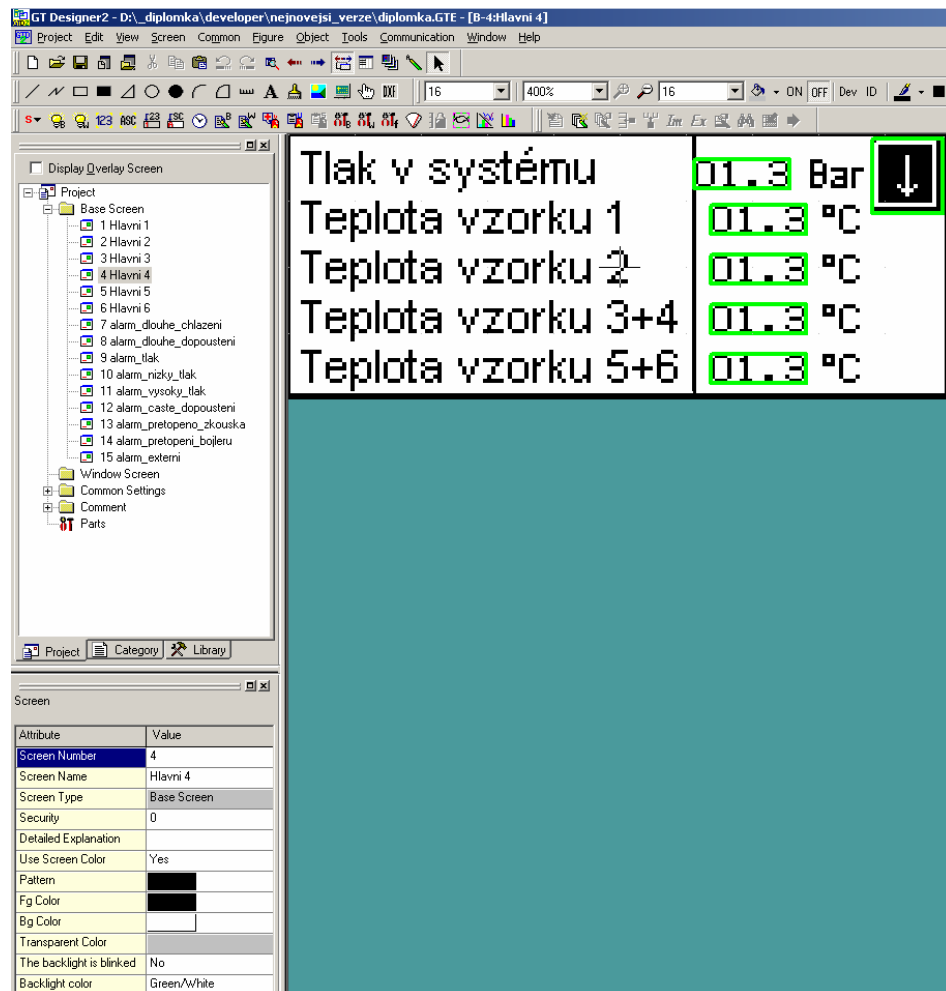 GT Designer2 - D:\_diplomka\developer\nejnovejsi_verze\diplomka.GTE - [B-4:Hlavni 4]
Project Edit View Screen Common Figure Object Tools Communication Window Help
A DXF 16 400% 16 ON OFF Dev ID
S 123 ASC
Display Overlay Screen
Project
Base Screen
1 Hlavni 1
2 Hlavni 2
3 Hlavni 3
4 Hlavni 4
5 Hlavni 5
6 Hlavni 6
7 alarm_dlouhe_chlazeni
8 alarm_dlouhe_dopousteni
9 alarm_tlak
10 alarm_nizky_tlak
11 alarm_vysoky_tlak
12 alarm_caste_dopousteni
13 alarm_pretopeno_zkouska
14 alarm_pretopeni_bojleru
15 alarm_externi
Window Screen
Common Settings
Comment
Parts
Project Category Library
Tlak v systému 01.3 Bar
Teplota vzorku 1 01.3 °C
Teplota vzorku 2 01.3 °C
Teplota vzorku 3+4 01.3 °C
Teplota vzorku 5+6 01.3 °C
Screen
Attribute Value
Screen Number 4
Screen Name Hlavni 4
Screen Type Base Screen
Security 0
Detailed Explanation
Use Screen Color Yes
Pattern
Fg Color
Bg Color
Transparent Color
The backlight is blinked No
Backlight color Green/White